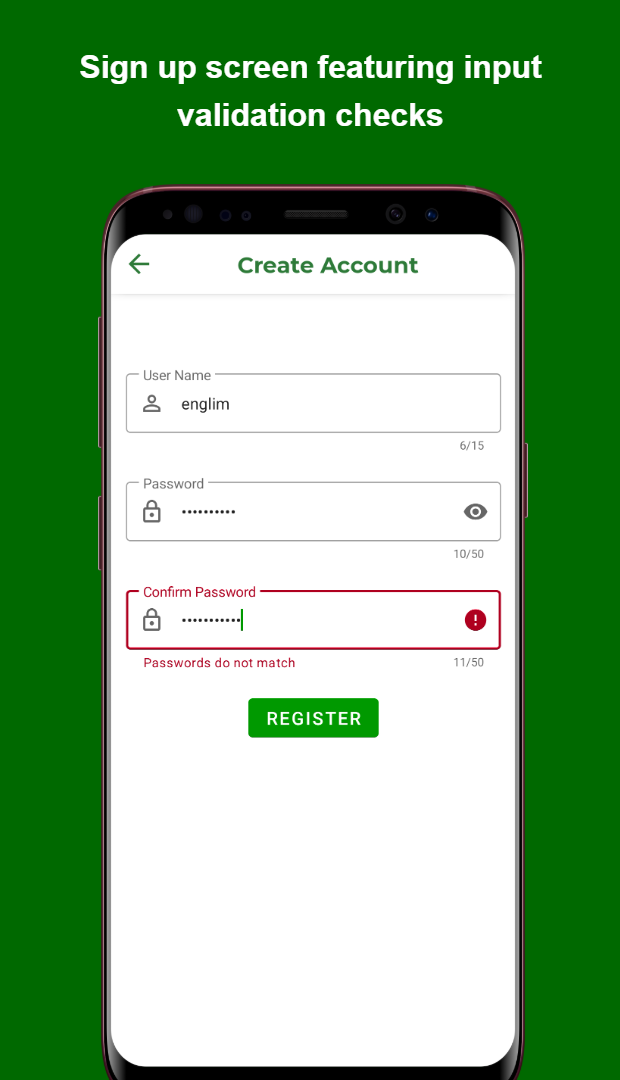 Sign up screen featuring input
validation checks
Create Account
User Name
englim
6/15
Password
••••••••••
10/50
Confirm Password
•••••••••••
Passwords do not match
11/50
REGISTER